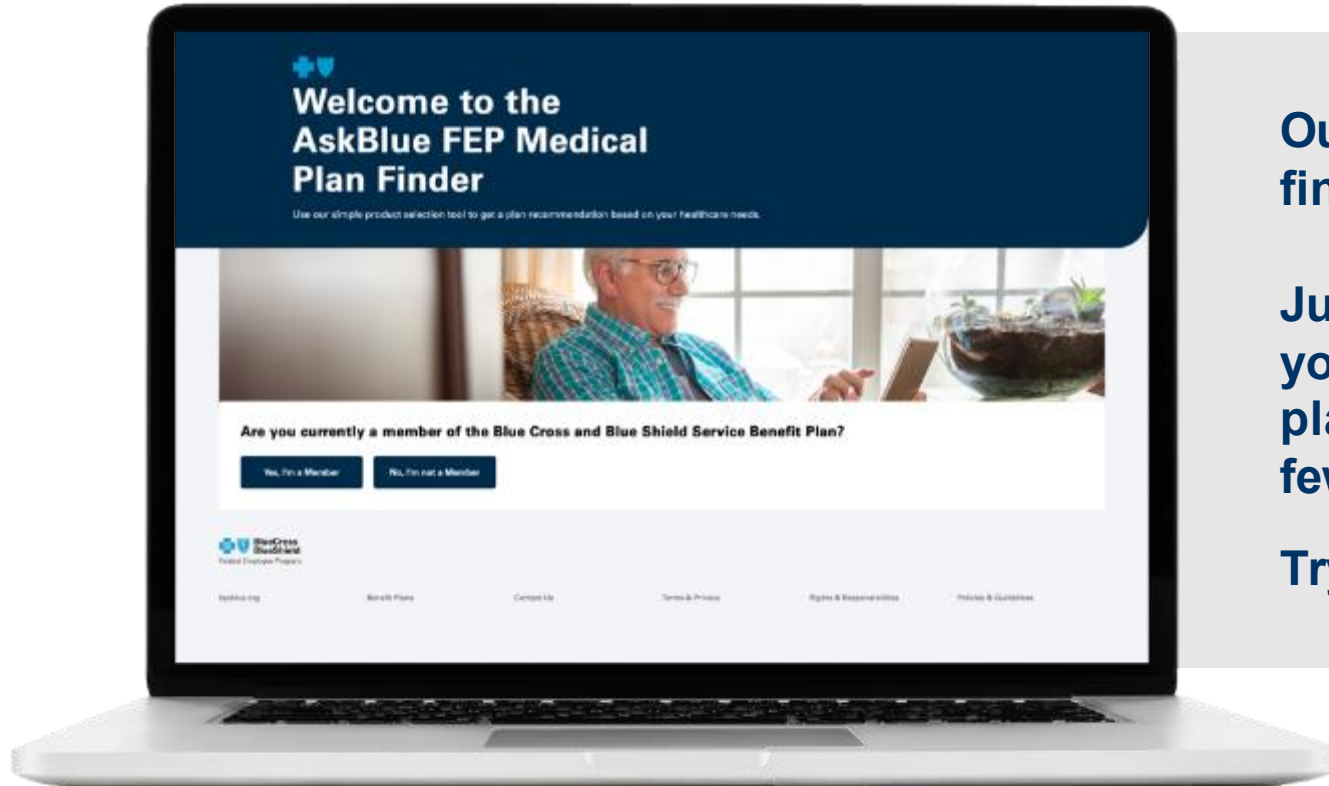 Welcome to the
AskBlue FEP Medical
Plan Finder
Use our simple product selection tool to get a plan recommendation based on your healthcare needs.
Are you currently a member of the Blue Cross and Blue Shield Service Benefit Plan?
Yes, I'm a Member
No, I'm not a Member
BlueCross
BlueShield
Federal Employee Program
fepblue.org
Benefit Plans
Contact Us
Terms & Privacy
Rights & Responsibilities
Policies & Guidelines
Ou
fin
Ju
yo
pla
few
Try